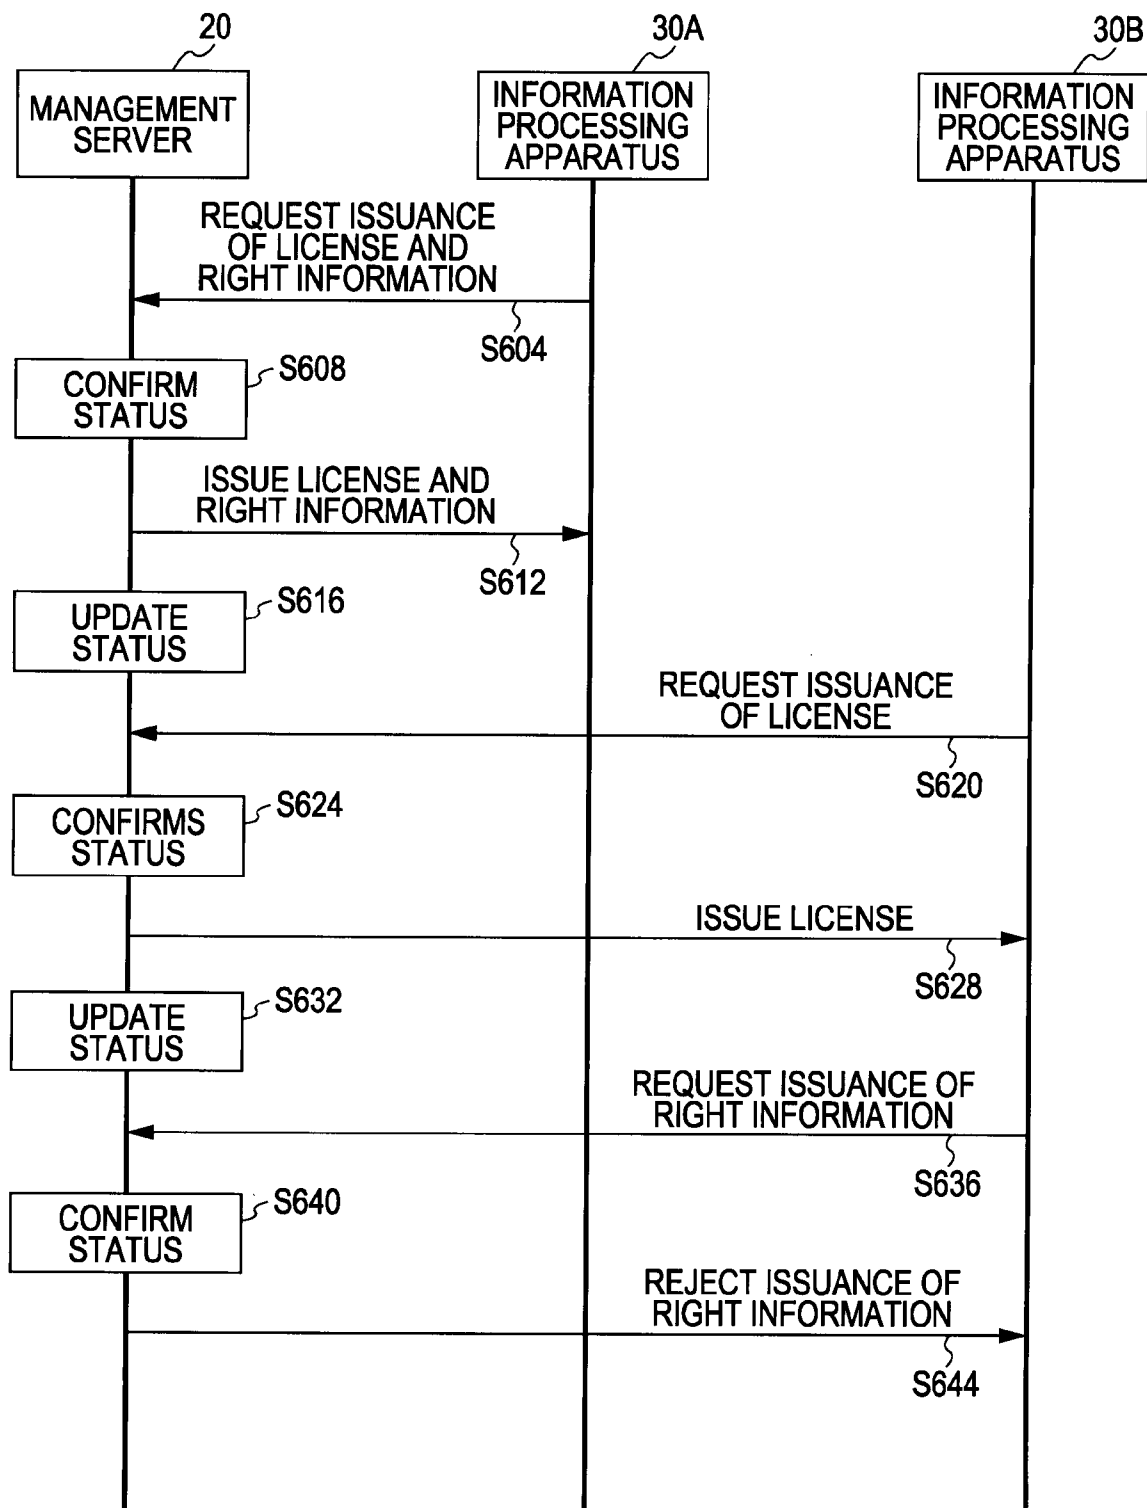 20
30A
30B
MANAGEMENT
SERVER
INFORMATION
PROCESSING
APPARATUS
INFORMATION
PROCESSING
APPARATUS
REQUEST ISSUANCE
OF LICENSE AND
RIGHT INFORMATION
S604
CONFIRM
STATUS
S608
ISSUE LICENSE AND
RIGHT INFORMATION
S612
UPDATE
STATUS
S616
REQUEST ISSUANCE
OF LICENSE
S620
CONFIRMS
STATUS
S624
ISSUE LICENSE
S628
UPDATE
STATUS
S632
REQUEST ISSUANCE OF
RIGHT INFORMATION
S636
CONFIRM
STATUS
S640
REJECT ISSUANCE OF
RIGHT INFORMATION
S644